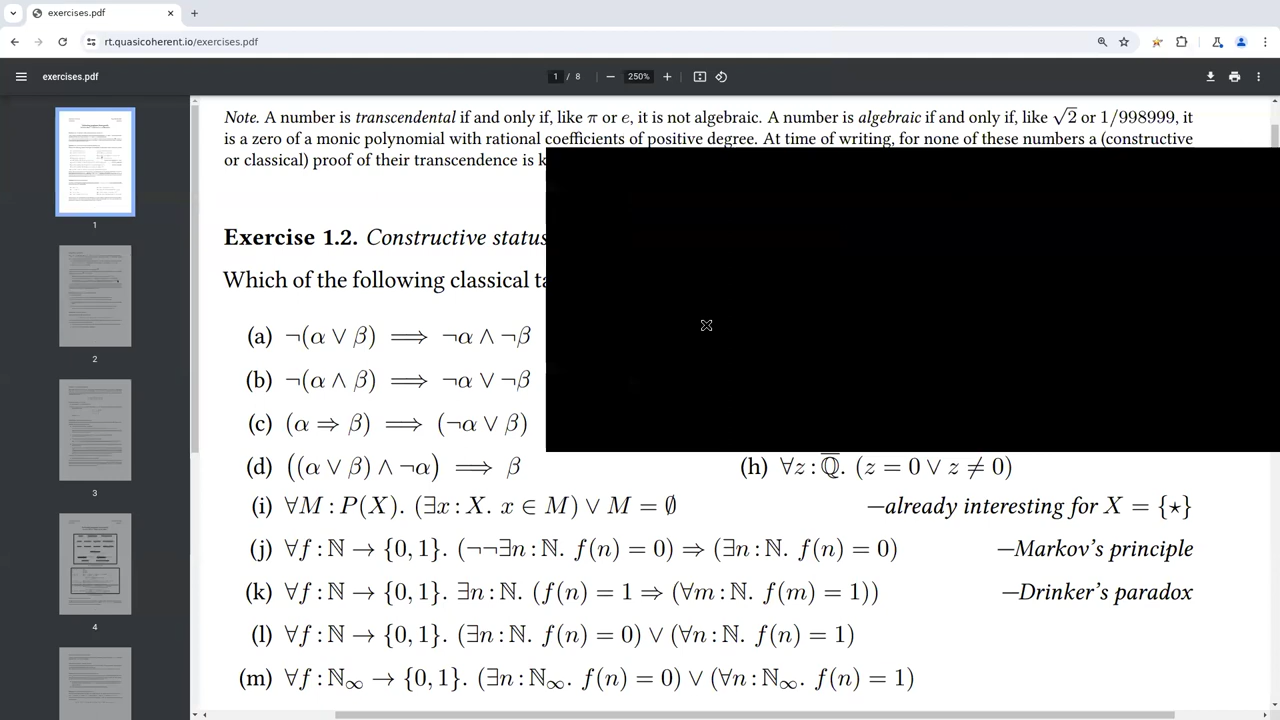 exercises.pdf
rt.quasicoherent.io/exercises.pdf
exercises.pdf
1 / 8
250%
1
2
3
4
Note. A number is transcendental if and only if, like π or e, it is not algebraic. A number is algebraic if and only if, like √2 or 1/998999, it
is zero of a monic polynomial with rational coefficients of positive degree. As of writing, for none of these numbers a (constructive
or classical) proof of their transcendence is k
Exercise 1.2. Constructive status
Which of the following classical ta
(a) ¬(α ∨ β) ⟹ ¬α ∧ ¬β
(b) ¬(α ∧ β) ⟹ ¬α ∨ ¬β
(c) (α ⇒ β) ⟹ (¬α ∨ β)
(d) ((α ∨ β) ∧ ¬α) ⟹ β
(h) ∀z : ℚ̅. (z = 0 ∨ z ≠ 0)
(i) ∀M : P(X). (∃x : X. x ∈ M) ∨ M = ∅ —already interesting for X = {⋆}
(j) ∀f : ℕ → {0, 1}. (¬¬∃n : ℕ. f(n) = 0) ⇒ (∃n : ℕ. f(n) = 0) —Markov's principle
(k) ∀f : ℕ → {0, 1}. ∃n : ℕ. (f(n) = 1 ⇒ (∀m : ℕ. f(m) = 1)) —Drinker's paradox
(l) ∀f : ℕ → {0, 1}. (∃n : ℕ. f(n) = 0) ∨ (∀n : ℕ. f(n) = 1)
(m) ∀f : ℕ∞ → {0, 1}. (∃n : ℕ∞. f(n) = 0) ∨ (∀n : ℕ∞. f(n) = 1)